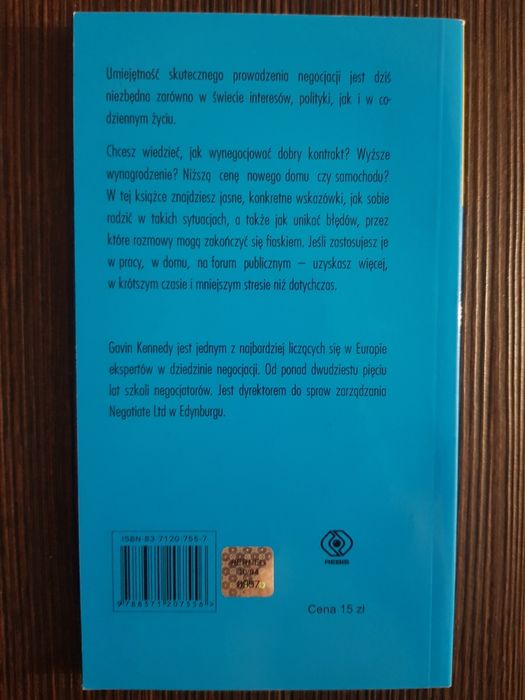 Umiejętność skutecznego prowadzenia negocjacji jest dziś
niezbędna zarówno w świecie interesów, polityki, jak i w co-
dziennym życiu.
Chcesz wiedzieć, jak wynegocjować dobry kontrakt? Wyższe
wynagrodzenie? Niższą cenę nowego domu czy samochodu?
W tej książce znajdziesz jasne, konkretne wskazówki, jak sobie
radzić w takich sytuacjach, a także jak unikać błędów, przez
które rozmowy mogą zakończyć się fiaskiem. Jeśli zastosujesz je
w pracy, w domu, na forum publicznym – uzyskasz więcej,
w krótszym czasie i mniejszym stresie niż dotychczas.
Gavin Kennedy jest jednym z najbardziej liczących się w Europie
ekspertów w dziedzinie negocjacji. Od ponad dwudziestu pięciu
lat szkoli negocjatorów. Jest dyrektorem do spraw zarządzania
Negotiate Ltd w Edynburgu.
ISBN-83-7120-755-7
9 788371 207556 >
REBIS
Cena 15 zł